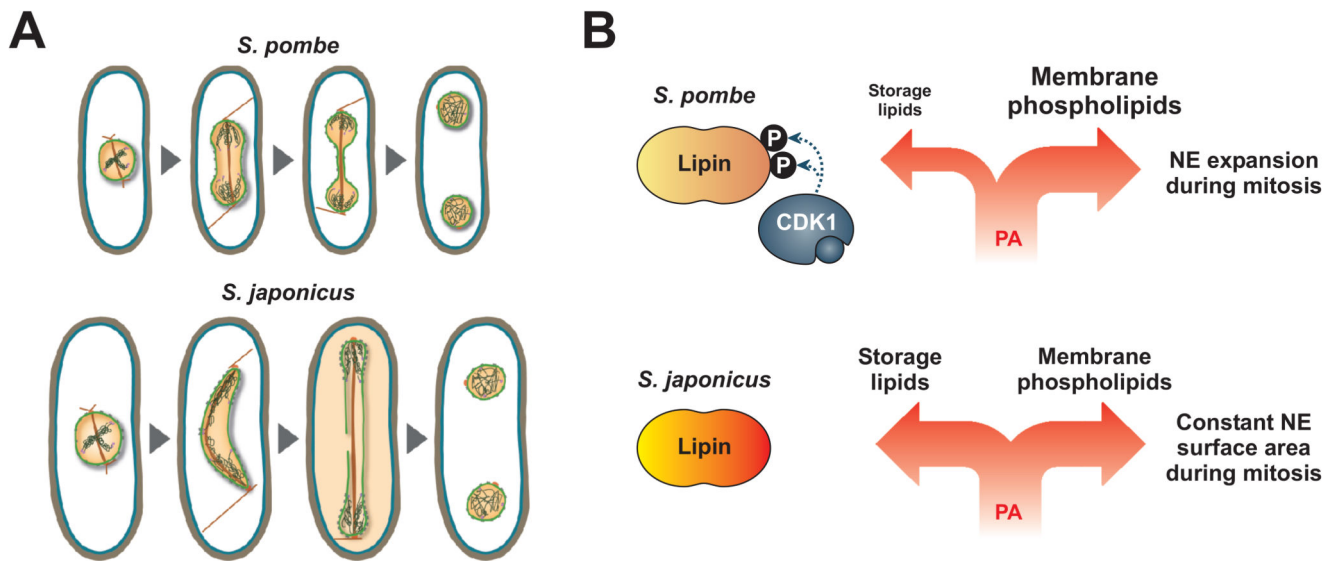 A
S. pombe
S. japonicus
B
S. pombe
Lipin
P
P
CDK1
Storage
lipids
Membrane
phospholipids
PA
NE expansion
during mitosis
S. japonicus
Lipin
Storage
lipids
Membrane
phospholipids
PA
Constant NE
surface area
during mitosis